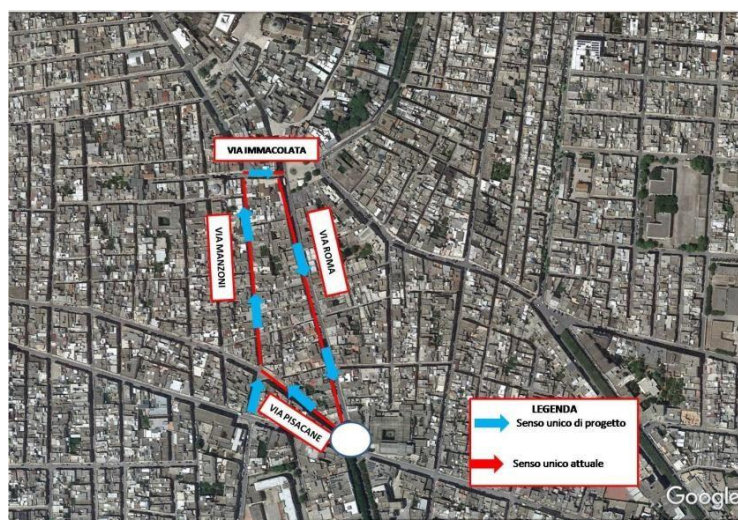 VIA IMMACOLATA
VIA MANZONI
VIA ROMA
VIA PISACANE
LEGENDA
Senso unico di progetto
Senso unico attuale
Google